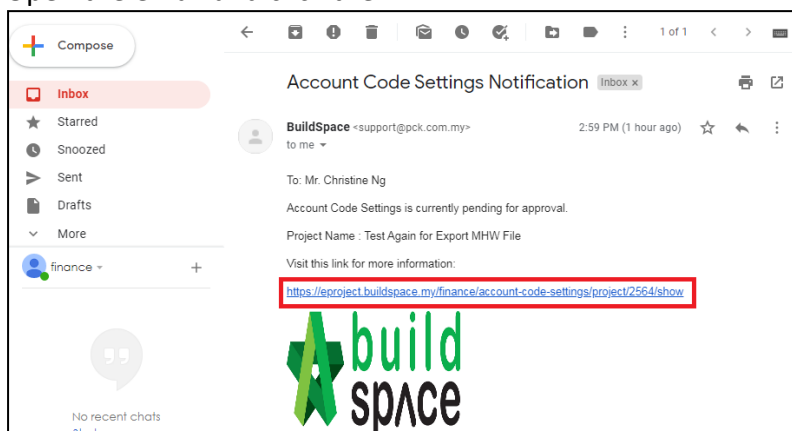 Compose
1 of 1
Inbox
Starred
Snoozed
Sent
Drafts
More
finance
No recent chats
Account Code Settings Notification Inbox x
BuildSpace <support@pck.com.my> 2:59 PM (1 hour ago)
to me
To: Mr. Christine Ng
Account Code Settings is currently pending for approval.
Project Name : Test Again for Export MHW File
Visit this link for more information:
https://eproject.buildspace.my/finance/account-code-settings/project/2564/show
build
spAce